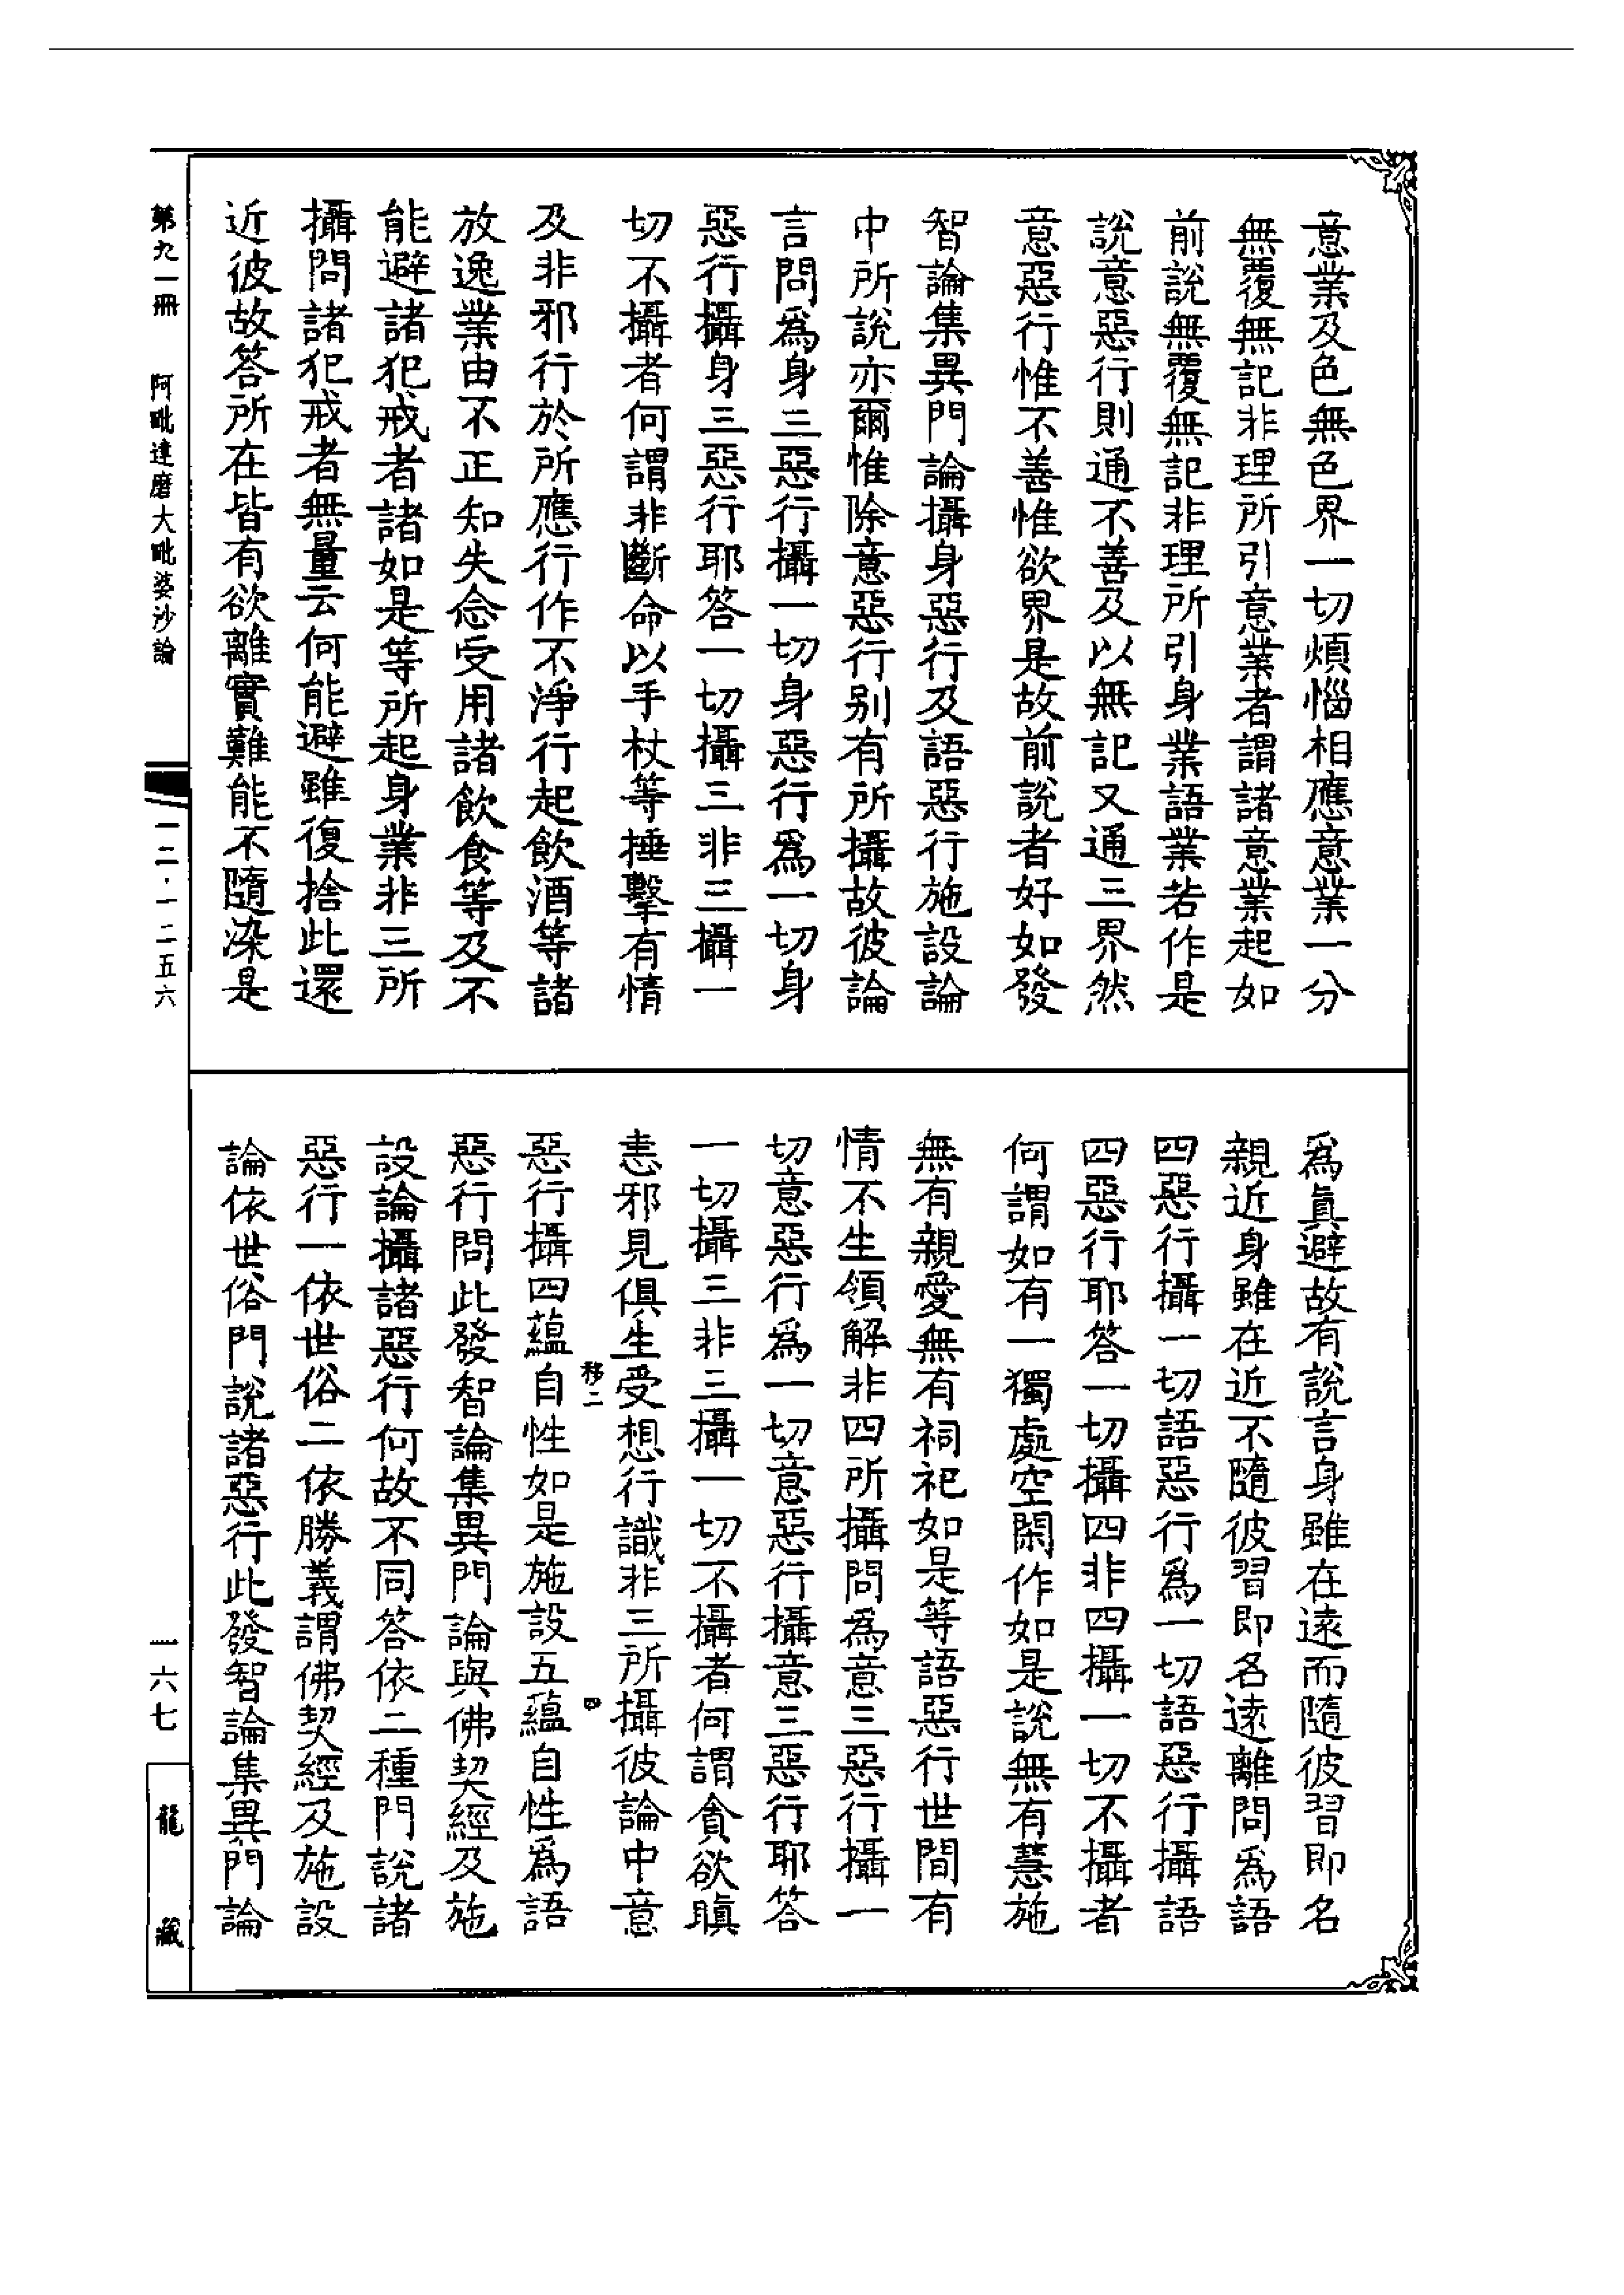 意業及色無色界一切煩惱相應意業一分
無覆無記非理所引意業者謂諸意業起如
前説無覆無記非理所引身業語業若作是
説意惡行則通不善及以無記又通三界然
意惡行惟不善惟欲界是故前説者好如發
智論集異門論攝身惡行及語惡行施設論
中所説亦爾惟除意惡行别有所攝故彼論
言問爲身三惡行攝一切身惡行爲一切身
惡行攝身三惡行耶答一切攝三非三攝一
切不攝者何謂非斷命以手杖等捶擊有情
及非邪行於所應行作不淨行起飲酒等諸
放逸業由不正知失念受用諸飲食等及不
能避諸犯戒者諸如是等所起身業非三所
攝問諸犯戒者無量云何能避雖復捨此還
近彼故答所在皆有欲離實難能不隨染是
爲眞避故有説言身雖在遠而隨彼習即名
親近身雖在近不隨彼習即名遠離問爲語
四惡行攝一切語惡行爲一切語惡行攝語
四惡行耶答一切攝四非四攝一切不攝者
何謂如有一獨處空閑作如是説無有慧施
無有親愛無有祠祀如是等語惡行世間有
情不生領解非四所攝問爲意三惡行攝一
切意惡行爲一切意惡行攝意三惡行耶答
一切攝三非三攝一切不攝者何謂貪欲瞋
恚邪見俱生受想行識非三所攝彼論中意
移二 四
惡行攝四蘊自性如是施設五蘊自性爲語
惡行問此發智論集異門論與佛契經及施
設論攝諸惡行何故不同答依二種門説諸
惡行一依世俗二依勝義謂佛契經及施設
論依世俗門説諸惡行此發智論集異門論
第九一冊 阿毗達磨大毗婆沙論 一二·一二五六
一六七 龍藏